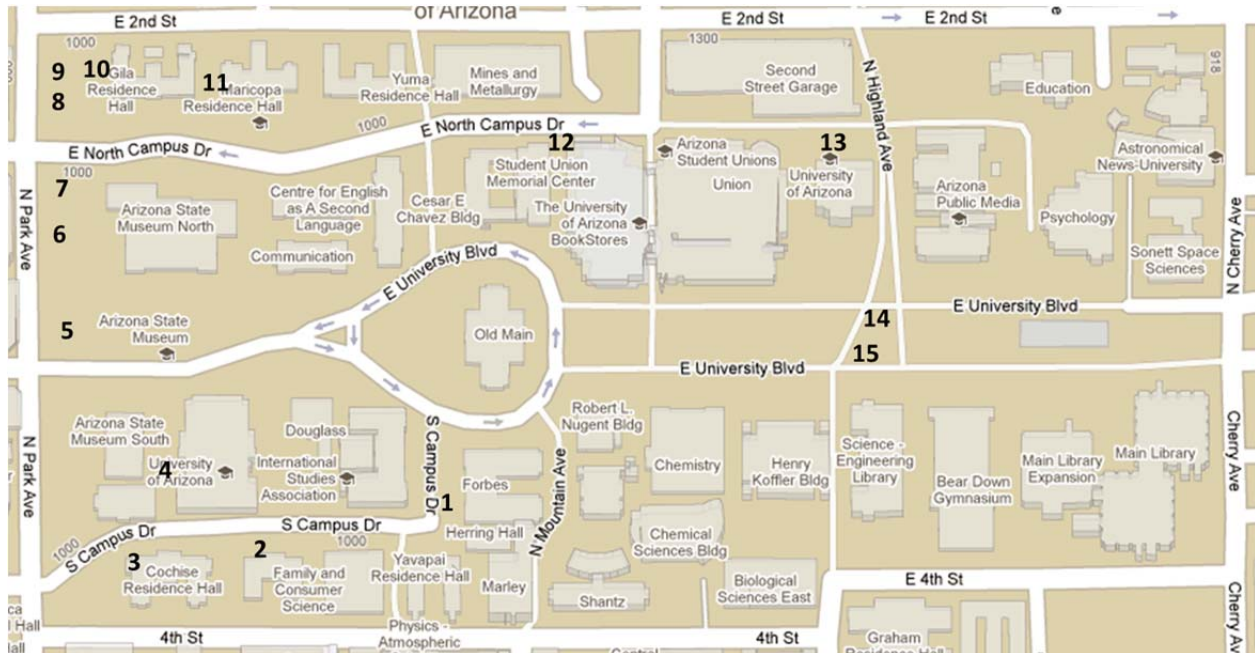 of Arizona
E 2nd St
E 2nd St
E 2nd St
1000
1300
9
10
Gila
Residence
Hall
11
Maricopa
Residence Hall
Yuma
Residence Hall
Mines and
Metallurgy
Second
Street Garage
N Highland Ave
Education
918
8
1000
E North Campus Dr
E North Campus Dr
1000
12
13
7
6
N Park Ave
Arizona State
Museum North
Centre for English
as A Second
Language
Communication
Cesar E
Chavez Bldg
Student Union
Memorial Center
The University
of Arizona
BookStores
Arizona
Student Unions
Union
University
of Arizona
Arizona
Public Media
Psychology
Astronomical
News-University
Sonett Space
Sciences
N Cherry Ave
E University Blvd
E University Blvd
5
Arizona State
Museum
Old Main
14
15
E University Blvd
N Park Ave
Arizona State
Museum South
4
University
of Arizona
Douglass
International
Studies
Association
S Campus Dr
1
Forbes
Herring Hall
N Mountain Ave
Robert L.
Nugent Bldg
Chemistry
Henry
Koffler Bldg
Science -
Engineering
Library
Bear Down
Gymnasium
Main Library
Expansion
Main Library
Cherry Ave
S Campus Dr
1000
S Campus Dr
1000
3
Cochise
Residence Hall
2
Family and
Consumer
Science
Yavapai
Residence Hall
Marley
Chemical
Sciences Bldg
Shantz
Biological
Sciences East
E 4th St
Hall
4th St
4th St
Physics -
Atmospheric
Graham
Cherry Av